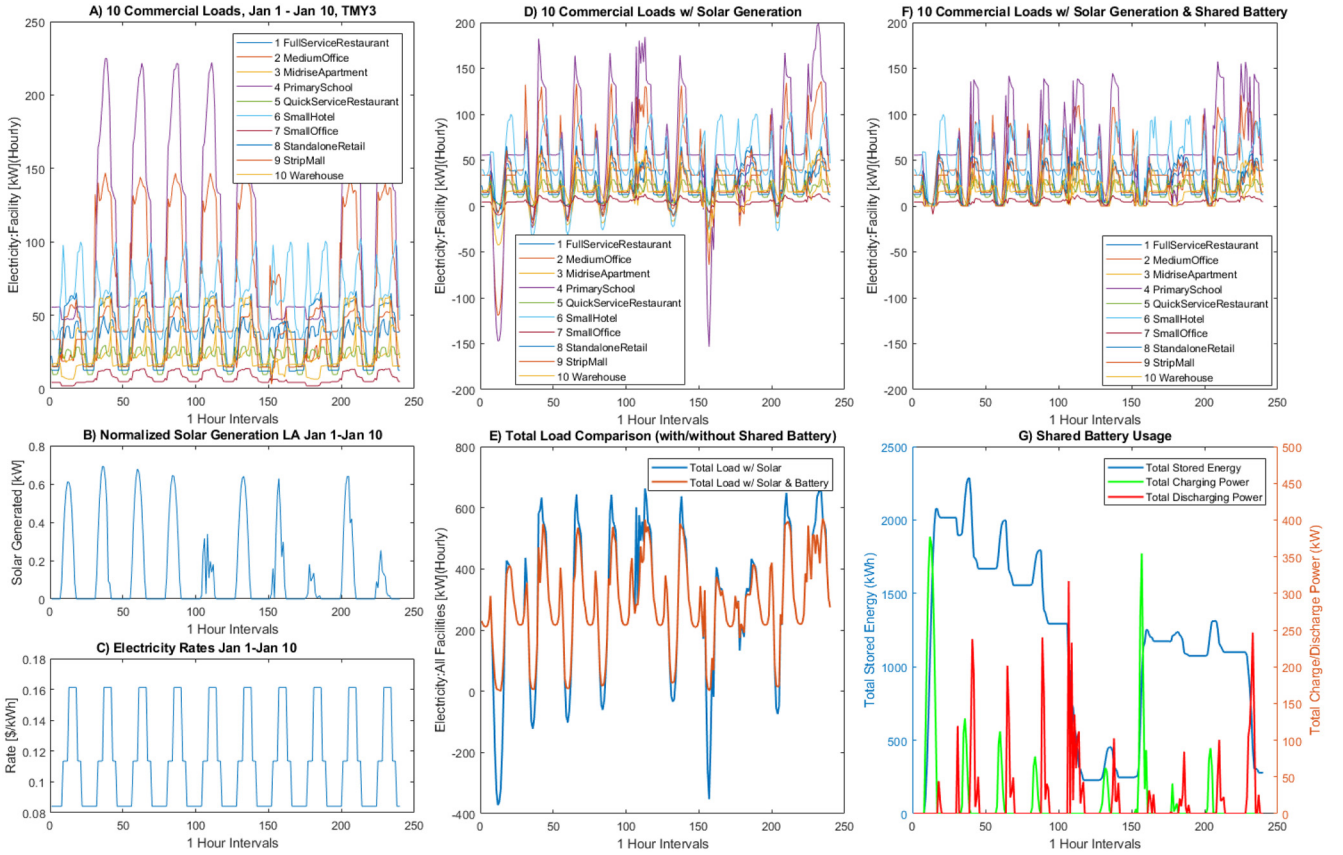 A) 10 Commercial Loads, Jan 1 - Jan 10, TMY3
Electricity:Facility [kW](Hourly)
250
200
150
100
50
0
1 FullServiceRestaurant
2 MediumOffice
3 MidriseApartment
4 PrimarySchool
5 QuickServiceRestaurant
6 SmallHotel
7 SmallOffice
8 StandaloneRetail
9 StripMall
10 Warehouse
0 50 100 150 200 250
1 Hour Intervals
B) Normalized Solar Generation LA Jan 1-Jan 10
Solar Generated [kW]
0.8
0.6
0.4
0.2
0
0 50 100 150 200 250
1 Hour Intervals
C) Electricity Rates Jan 1-Jan 10
Rate [$/kWh]
0.18
0.16
0.14
0.12
0.1
0.08
0 50 100 150 200 250
1 Hour Intervals
D) 10 Commercial Loads w/ Solar Generation
Electricity:Facility [kW](Hourly)
200
150
100
50
0
-50
-100
-150
-200
1 FullServiceRestaurant
2 MediumOffice
3 MidriseApartment
4 PrimarySchool
5 QuickServiceRestaurant
6 SmallHotel
7 SmallOffice
8 StandaloneRetail
9 StripMall
10 Warehouse
0 50 100 150 200 250
1 Hour Intervals
E) Total Load Comparison (with/without Shared Battery)
Electricity:All Facilities [kW](Hourly)
800
600
400
200
0
-200
-400
Total Load w/ Solar
Total Load w/ Solar & Battery
0 50 100 150 200 250
1 Hour Intervals
F) 10 Commercial Loads w/ Solar Generation & Shared Battery
Electricity:Facility [kW](Hourly)
200
150
100
50
0
-50
-100
-150
-200
1 FullServiceRestaurant
2 MediumOffice
3 MidriseApartment
4 PrimarySchool
5 QuickServiceRestaurant
6 SmallHotel
7 SmallOffice
8 StandaloneRetail
9 StripMall
10 Warehouse
0 50 100 150 200 250
1 Hour Intervals
G) Shared Battery Usage
Total Stored Energy (kWh)
2500
2000
1500
1000
500
0
Total Stored Energy
Total Charging Power
Total Discharging Power
500
450
400
350
300
250
200
150
100
50
0
Total Charge/Discharge Power (kW)
0 50 100 150 200 250
1 Hour Intervals